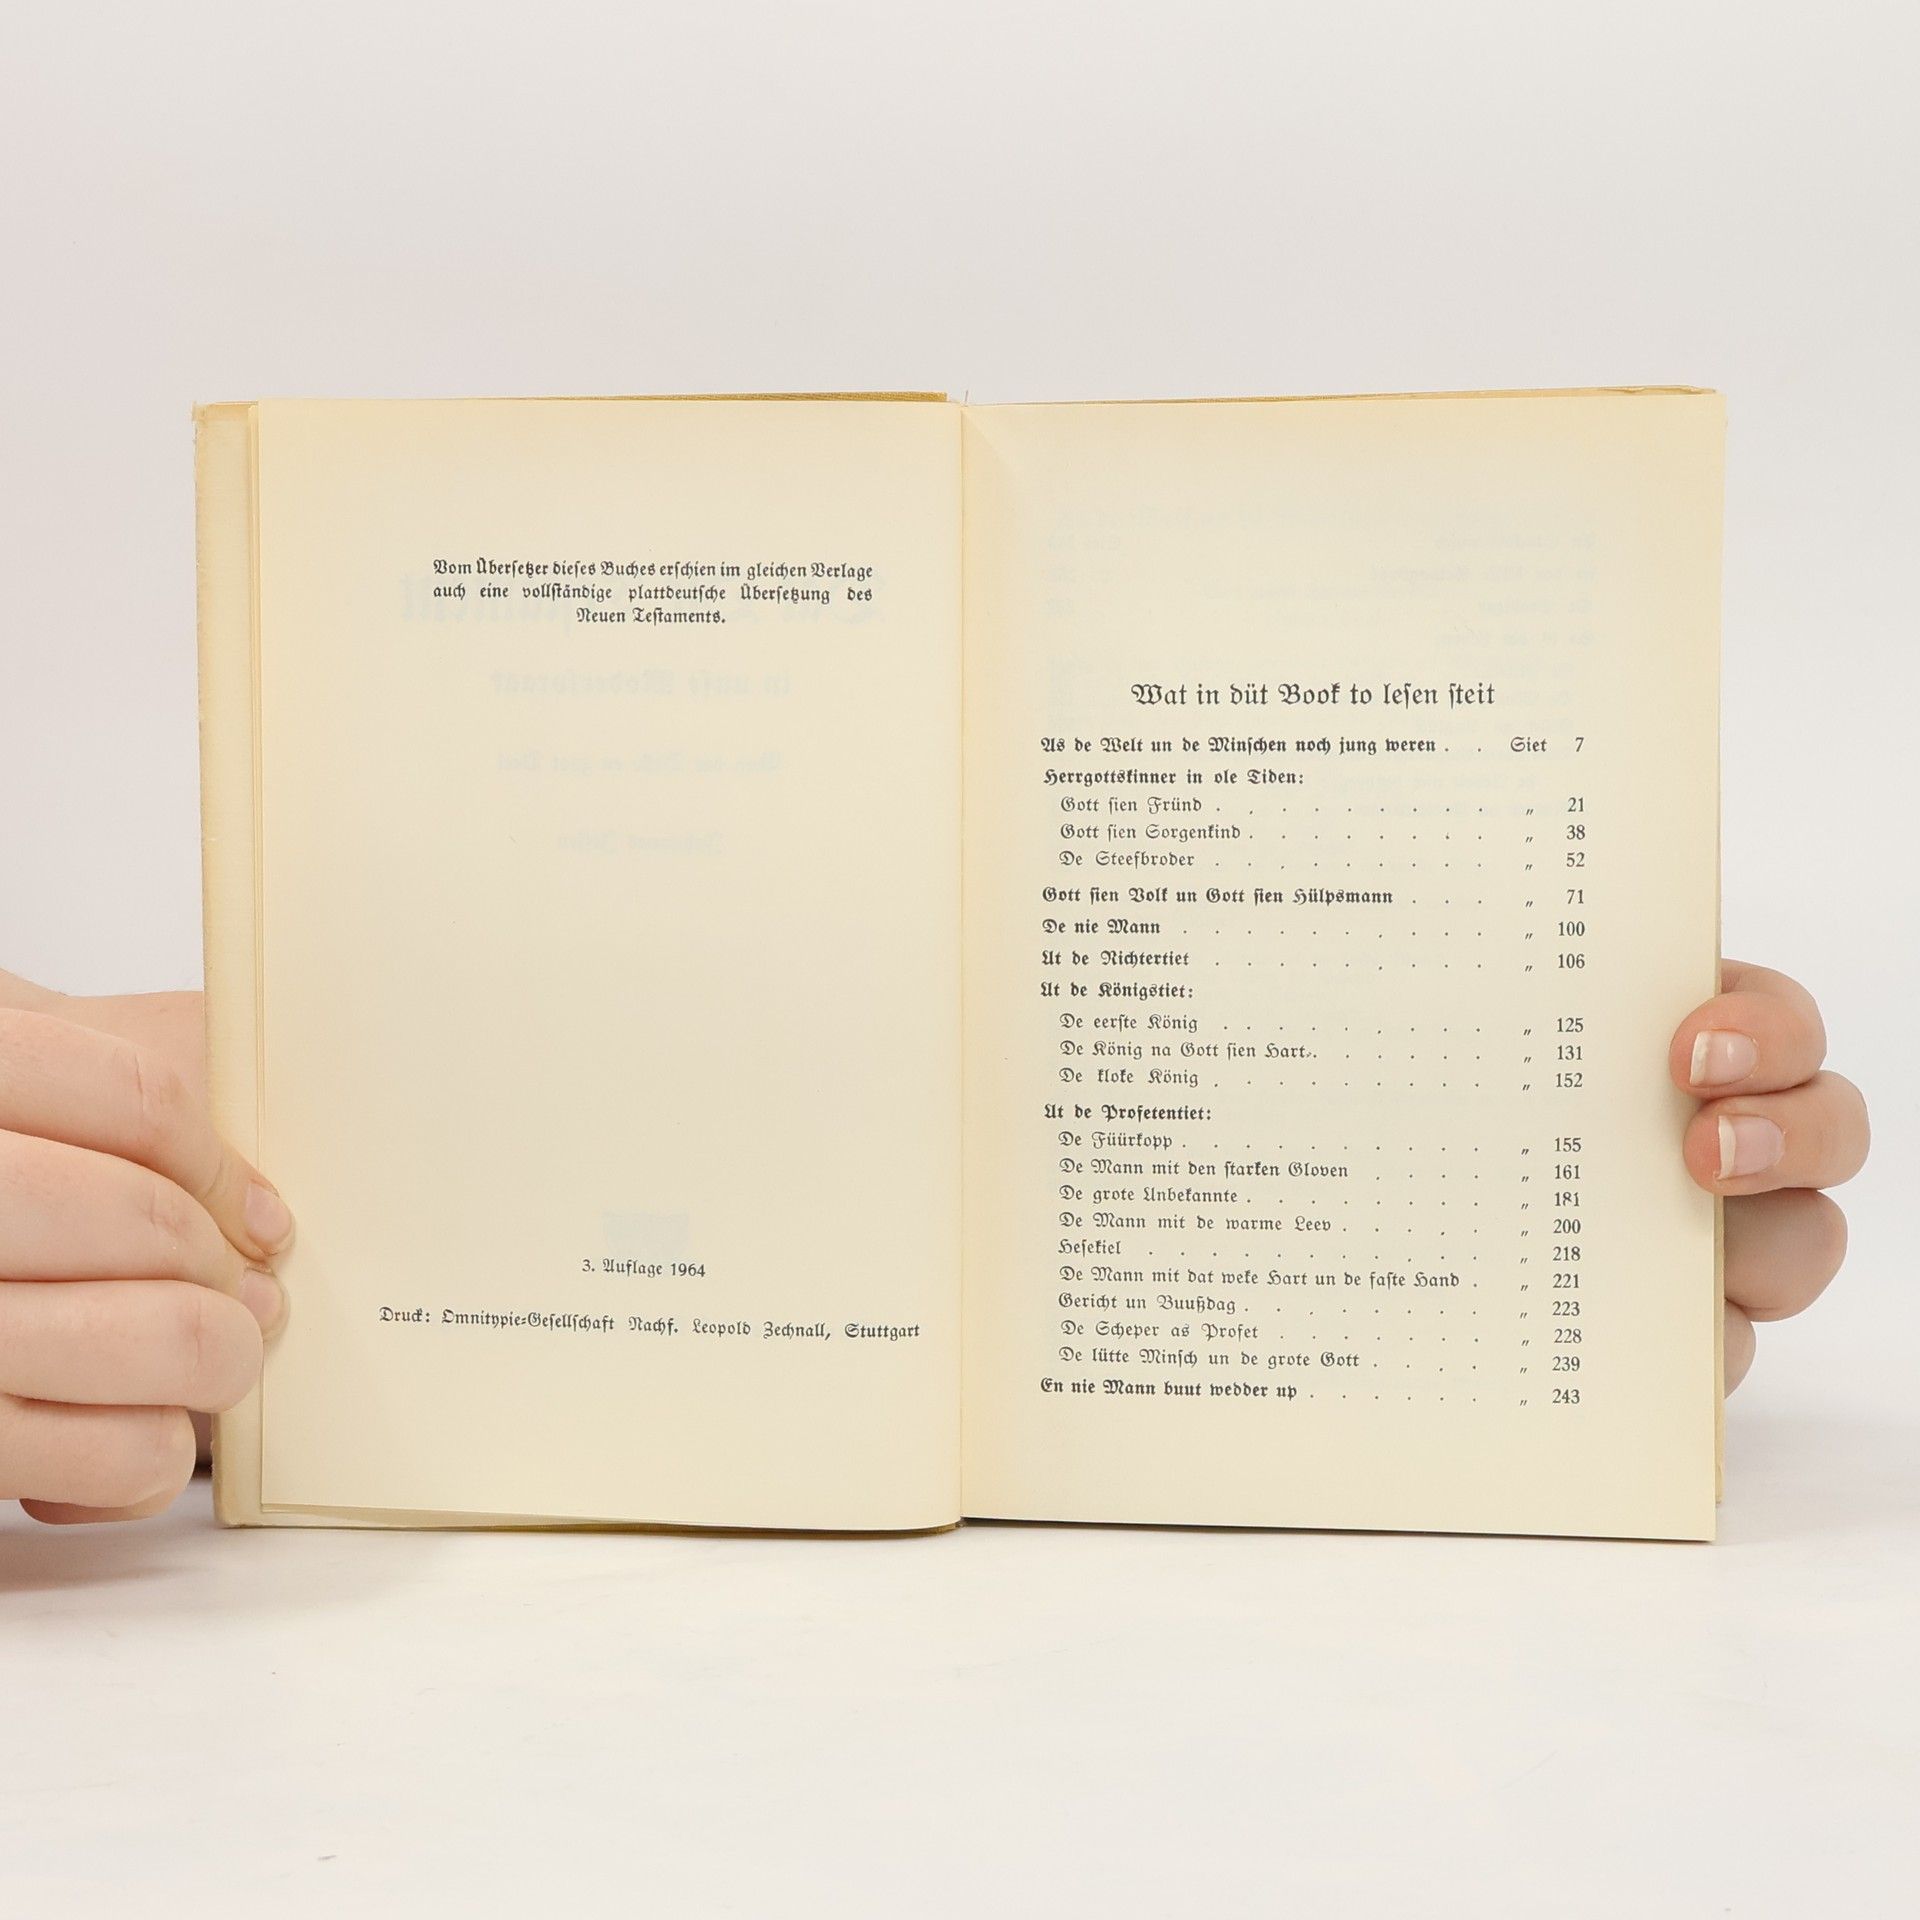 Vom Überſetzer dieſes Buches erſchien im gleichen Verlage
auch eine vollſtändige plattdeutſche Überſetzung des
Neuen Teſtaments.
3. Auflage 1964
Druck: Omnitypie-Geſellſchaft Nachf. Leopold Zechnall, Stuttgart
Wat in düt Book to leſen ſteit
As de Welt un de Minſchen noch jung weren . . Siet 7
Herrgottskinner in ole Tiden:
Gott ſien Fründ . . . . . . . . . „ 21
Gott ſien Sorgenkind . . . . . . . . „ 38
De Steefbroder . . . . . . . . . „ 52
Gott ſien Volk un Gott ſien Hülpsmann . . . „ 71
De nie Mann . . . . . . . . . . „ 100
Ut de Richtertiet . . . . . . . . . „ 106
Ut de Königstiet:
De eerſte König . . . . . . . . . „ 125
De König na Gott ſien Hart . . . . . . „ 131
De kloke König . . . . . . . . . „ 152
Ut de Profetentiet:
De Füürkopp . . . . . . . . . . „ 155
De Mann mit den ſtarken Gloven . . . . „ 161
De grote Unbekannte . . . . . . . . „ 181
De Mann mit de warme Leev . . . . . „ 200
Heſekiel . . . . . . . . . . . „ 218
De Mann mit dat weke Hart un de faſte Hand . „ 221
Gericht un Buußdag . . . . . . . . „ 223
De Scheper as Profet . . . . . . . „ 228
De lütte Minſch un de grote Gott . . . . „ 239
En nie Mann buut wedder up . . . . . . „ 243